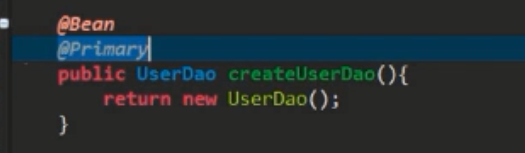 @Bean
@Primary
public UserDao createUserDao(){
    return new UserDao();
}